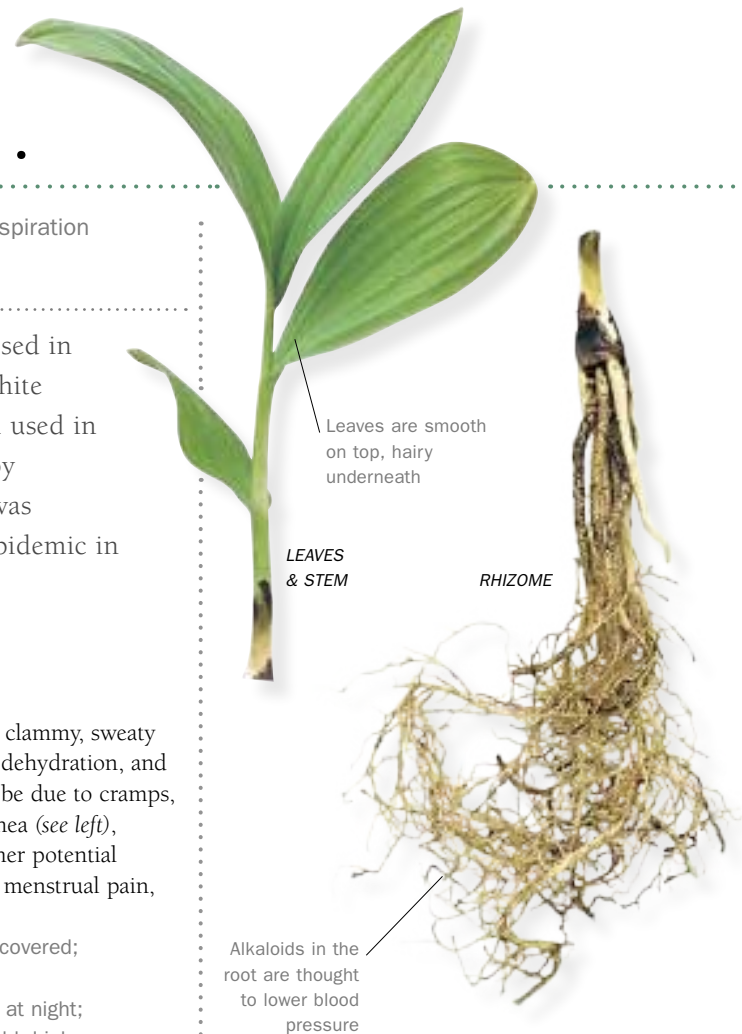 spiration
sed in
hite
used in
by
was
pidemic in
Leaves are smooth
on top, hairy
underneath
LEAVES
& STEM
RHIZOME
clammy, sweaty
dehydration, and
be due to cramps,
hea (see left),
her potential
menstrual pain,
covered;
at night;
Alkaloids in the
root are thought
to lower blood
pressure